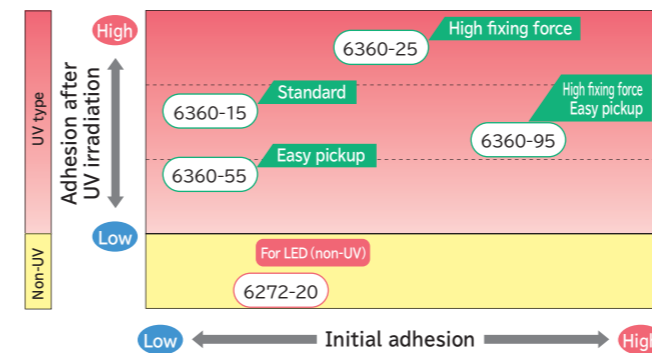 High
High fixing force
6360-25
UV type
Adhesion after
UV irradiation
Standard
6360-15
High fixing force
Easy pickup
6360-95
Easy pickup
6360-55
Low
Non-UV
For LED (non-UV)
6272-20
Low
Initial adhesion
High